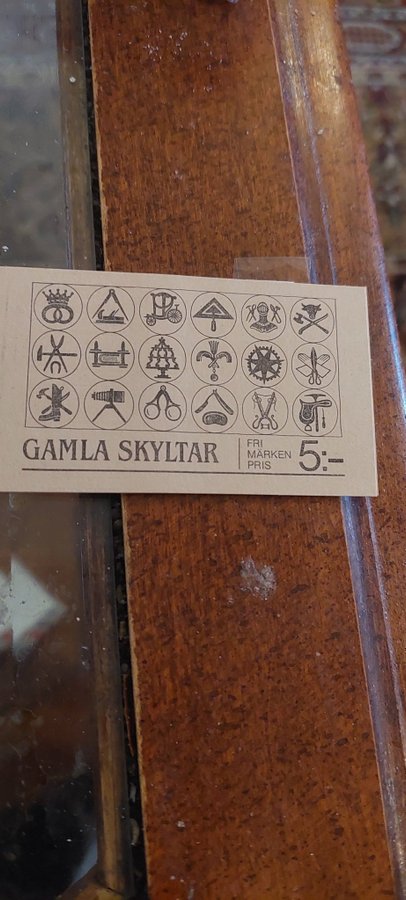 GAMLA SKYLTAR
FRI
MÄRKEN
PRIS
5:-